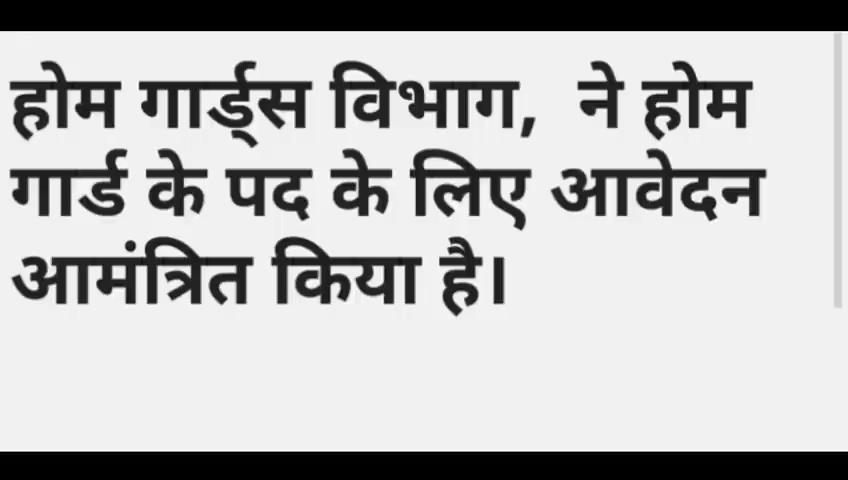 होम गार्ड्स विभाग,  ने होम
गार्ड के पद के लिए आवेदन
आमंत्रित किया है।